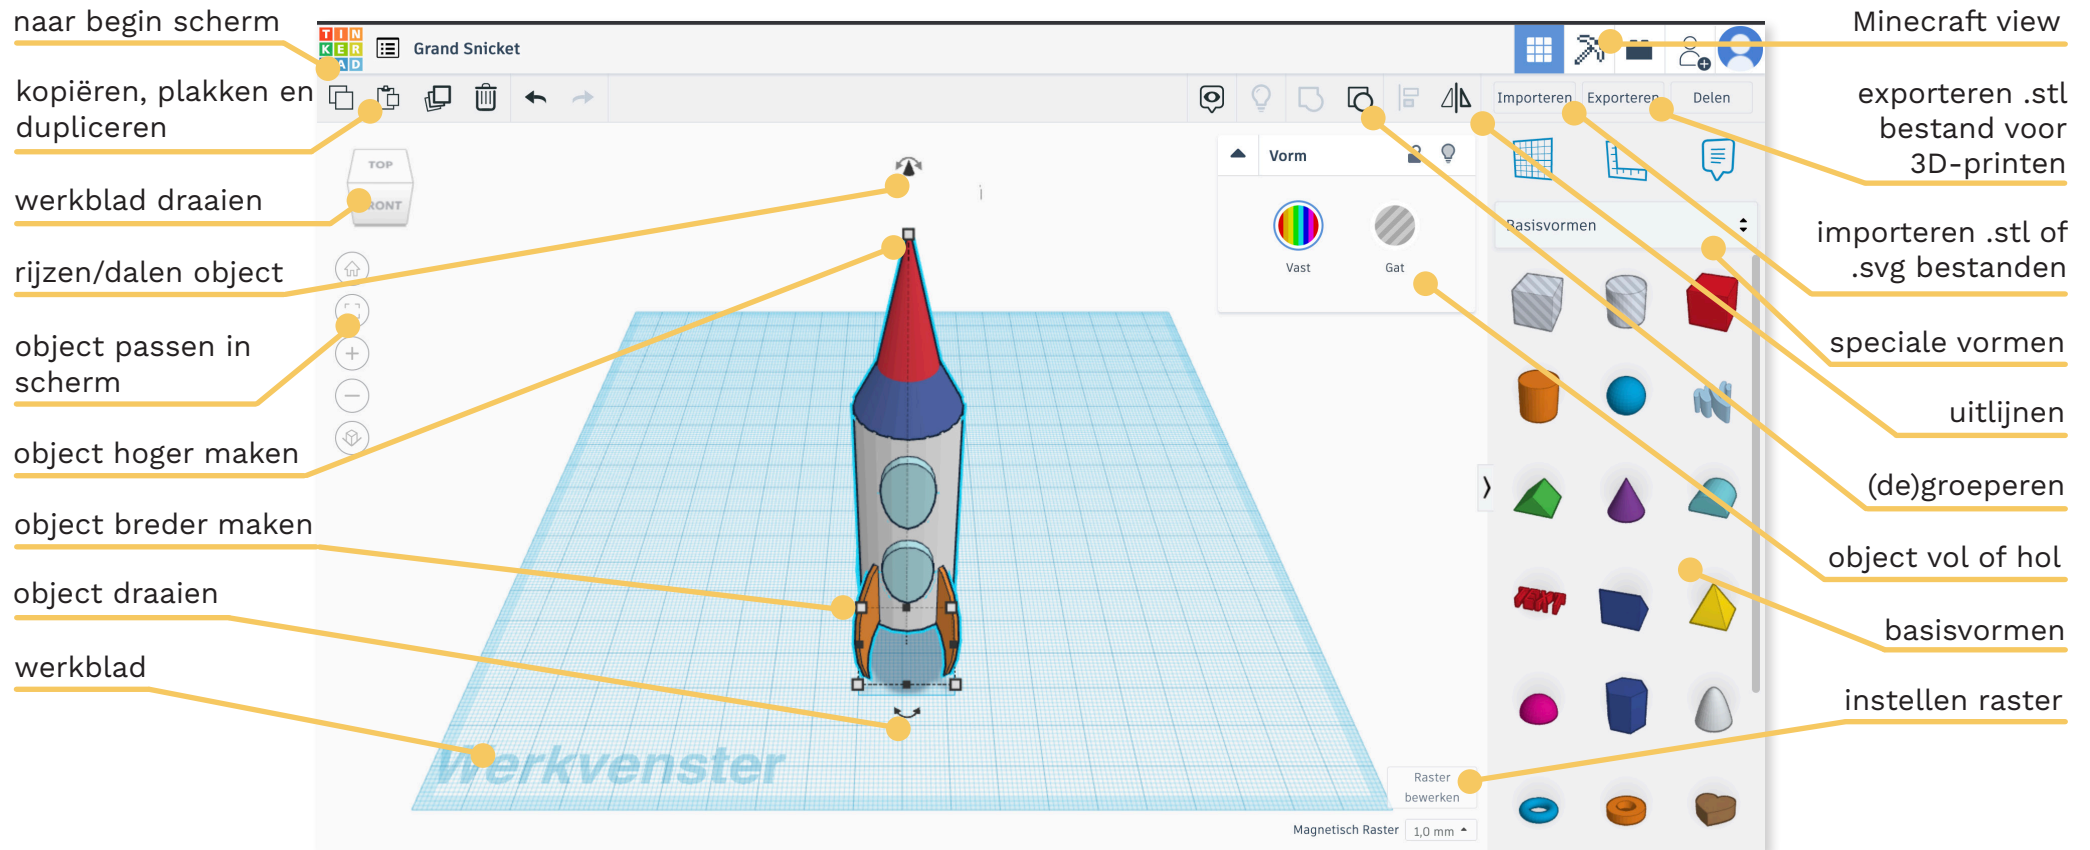 naar begin scherm
kopiëren, plakken en
dupliceren
werkblad draaien
rijzen/dalen object
object passen in
scherm
object hoger maken
object breder maken
object draaien
werkblad
TIN
KER
AD
Grand Snicket
TOP
RONT
Importeren
Exporteren
Delen
Vorm
Vast
Gat
Basisvormen
TEXT
Werkvenster
Raster
bewerken
Magnetisch Raster
1,0 mm
Minecraft view
exporteren .stl
bestand voor
3D-printen
importeren .stl of
.svg bestanden
speciale vormen
uitlijnen
(de)groeperen
object vol of hol
basisvormen
instellen raster